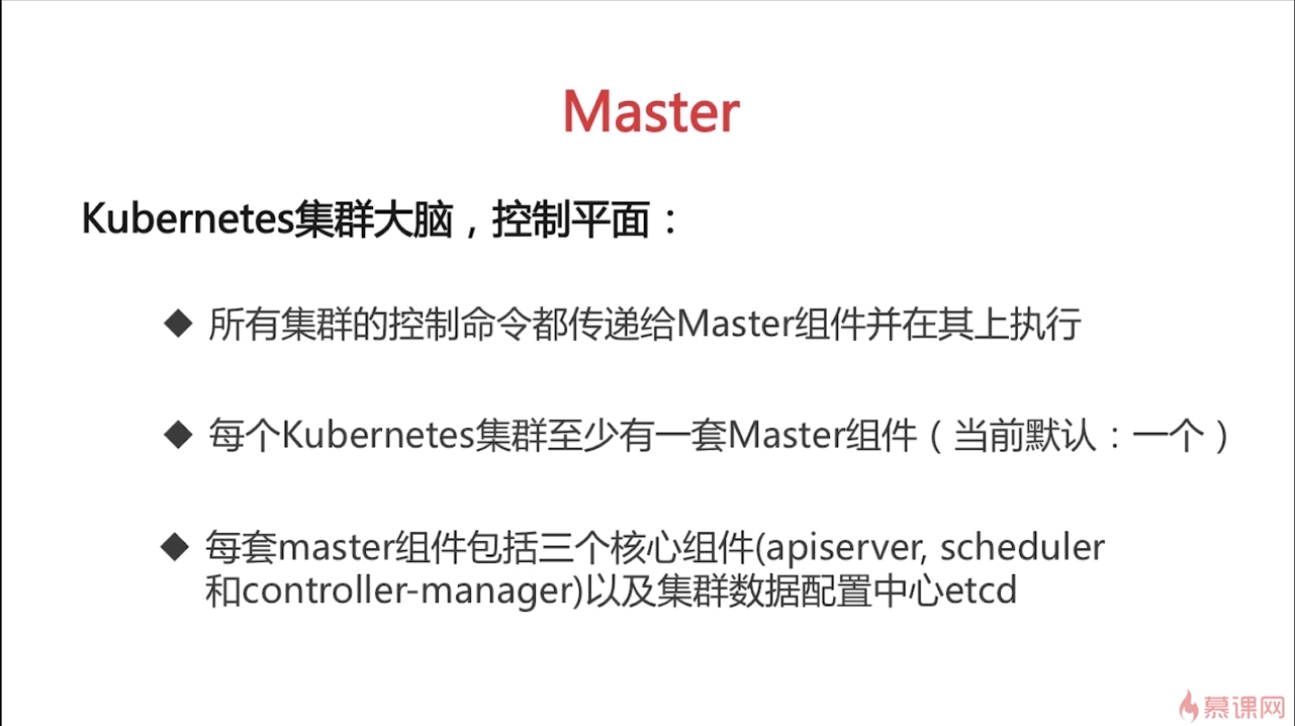 Master
Kubernetes集群大脑，控制平面：
◆ 所有集群的控制命令都传递给Master组件并在其上执行
◆ 每个Kubernetes集群至少有一套Master组件（当前默认：一个）
◆ 每套master组件包括三个核心组件(apiserver, scheduler
和controller-manager)以及集群数据配置中心etcd
慕课网